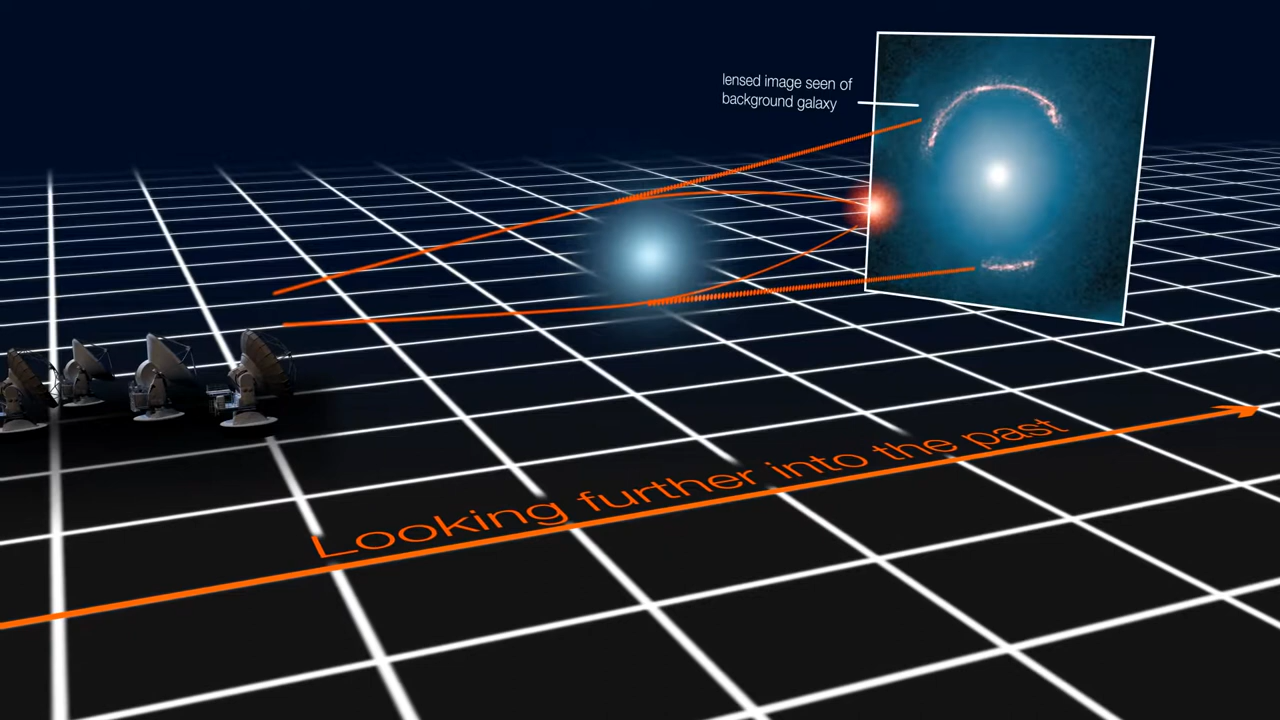 lensed image seen of
background galaxy
Looking further into the past